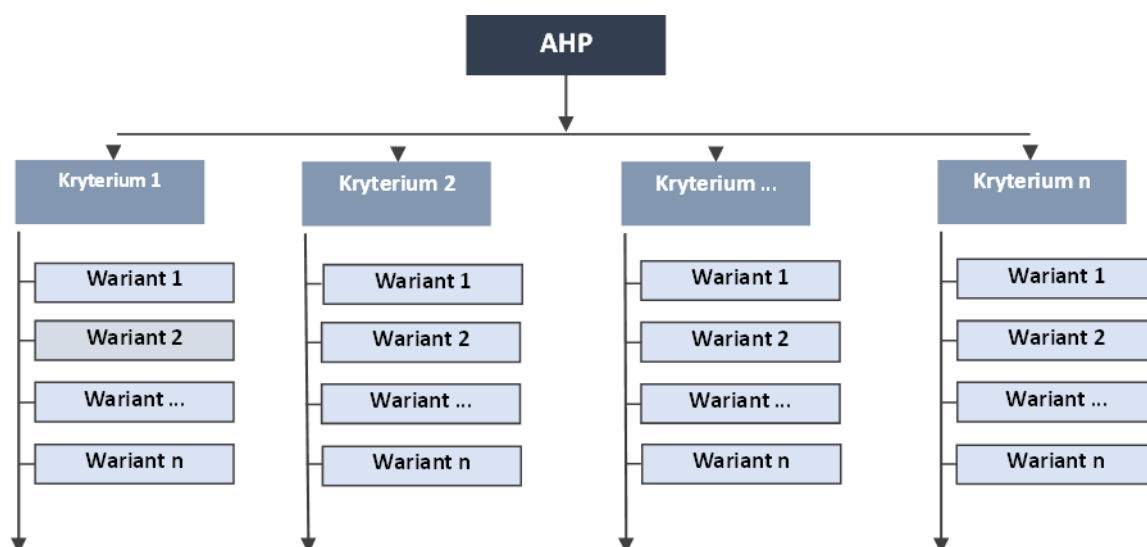 AHP
Kryterium 1
Kryterium 2
Kryterium ...
Kryterium n
Wariant 1
Wariant 2
Wariant ...
Wariant n
Wariant 1
Wariant 2
Wariant ...
Wariant n
Wariant 1
Wariant 2
Wariant ...
Wariant n
Wariant 1
Wariant 2
Wariant ...
Wariant n